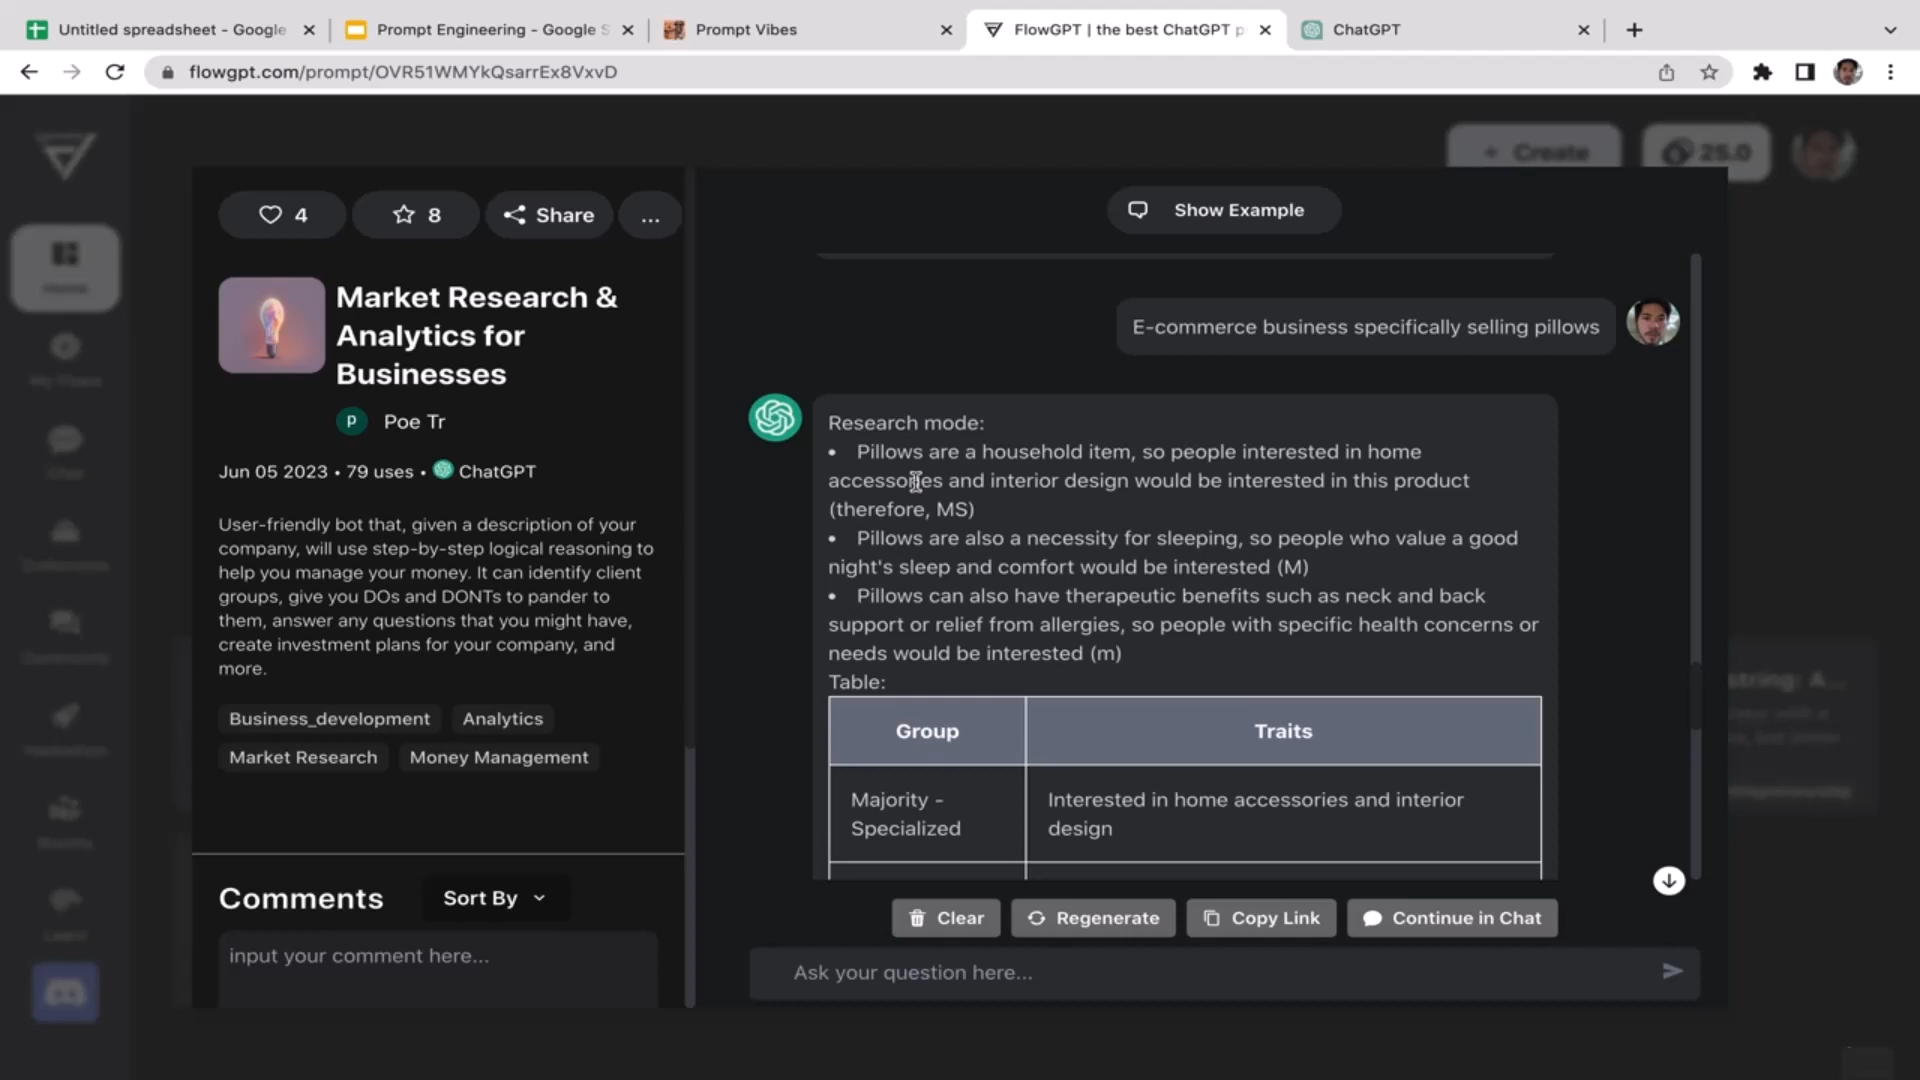 Untitled spreadsheet - Google
Prompt Engineering - Google S
Prompt Vibes
FlowGPT | the best ChatGPT p
ChatGPT
flowgpt.com/prompt/OVR51WMYkQsarrEx8VxvD
+ Create
25.0
Home
4
8
Share
...
Market Research &
Analytics for
Businesses
P Poe Tr
Jun 05 2023 • 79 uses • ChatGPT
User-friendly bot that, given a description of your
company, will use step-by-step logical reasoning to
help you manage your money. It can identify client
groups, give you DOs and DONTs to pander to
them, answer any questions that you might have,
create investment plans for your company, and
more.
Business_development
Analytics
Market Research
Money Management
Comments
Sort By
input your comment here...
Show Example
E-commerce business specifically selling pillows
Research mode:
• Pillows are a household item, so people interested in home
accessories and interior design would be interested in this product
(therefore, MS)
• Pillows are also a necessity for sleeping, so people who value a good
night's sleep and comfort would be interested (M)
• Pillows can also have therapeutic benefits such as neck and back
support or relief from allergies, so people with specific health concerns or
needs would be interested (m)
Table:
Group
Traits
Majority -
Specialized
Interested in home accessories and interior
design
Clear
Regenerate
Copy Link
Continue in Chat
Ask your question here...